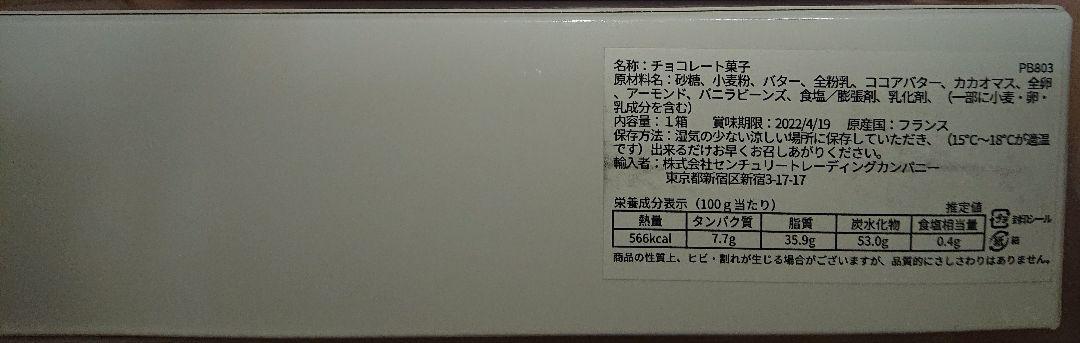 名称：チョコレート菓子 PB803
原材料名：砂糖、小麦粉、バター、全粉乳、ココアバター、カカオマス、全卵
、アーモンド、バニラビーンズ、食塩／膨張剤、乳化剤、（一部に小麦・卵・
乳成分を含む）
内容量：１箱 賞味期限：2022/4/19 原産国：フランス
保存方法：湿気の少ない涼しい場所に保存していただき、（15℃～18℃が適温
です）出来るだけお早くお召しあがりください。
輸入者：株式会社センチュリートレーディングカンパニー
東京都新宿区新宿3-17-17
栄養成分表示（100ｇ当たり） 推定値
熱量 タンパク質 脂質 炭水化物 食塩相当量
566kcal 7.7g 35.9g 53.0g 0.4g
プラ 封印シール
紙 箱
商品の性質上、ヒビ・割れが生じる場合がございますが、品質的にさしさわりはありません。